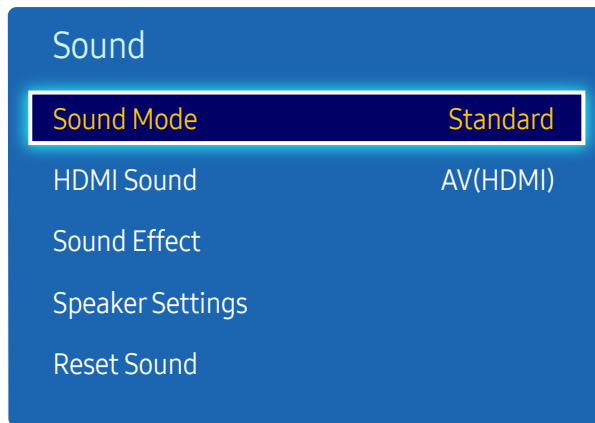 Sound
Sound Mode Standard
HDMI Sound AV(HDMI)
Sound Effect
Speaker Settings
Reset Sound